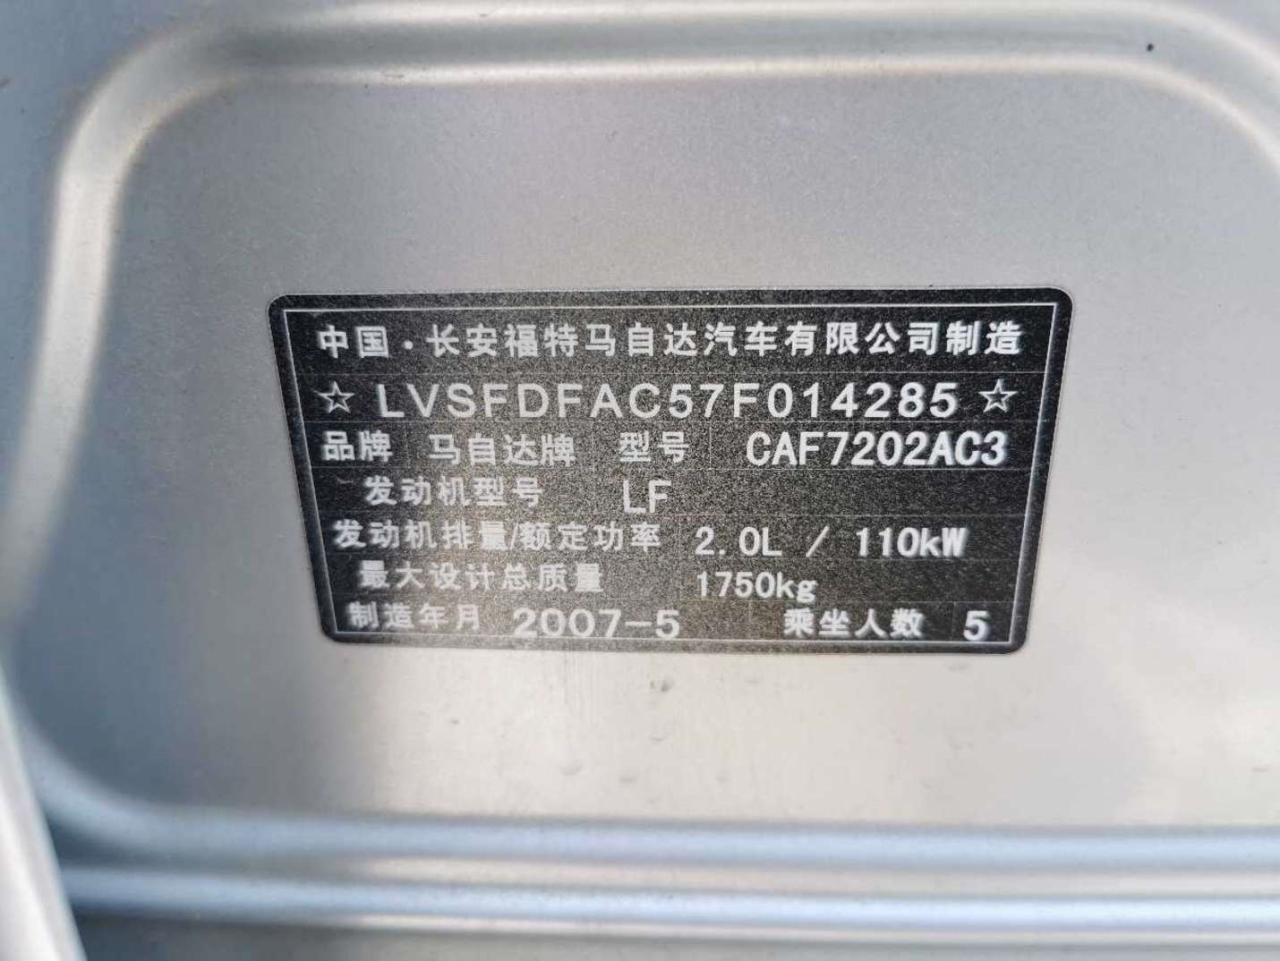 中国·长安福特马自达汽车有限公司制造
☆LVSFDFAC57F014285☆
品牌 马自达牌 型号 CAF7202AC3
发动机型号 LF
发动机排量/额定功率 2.0L / 110kW
最大设计总质量 1750kg
制造年月 2007-5 乘坐人数 5